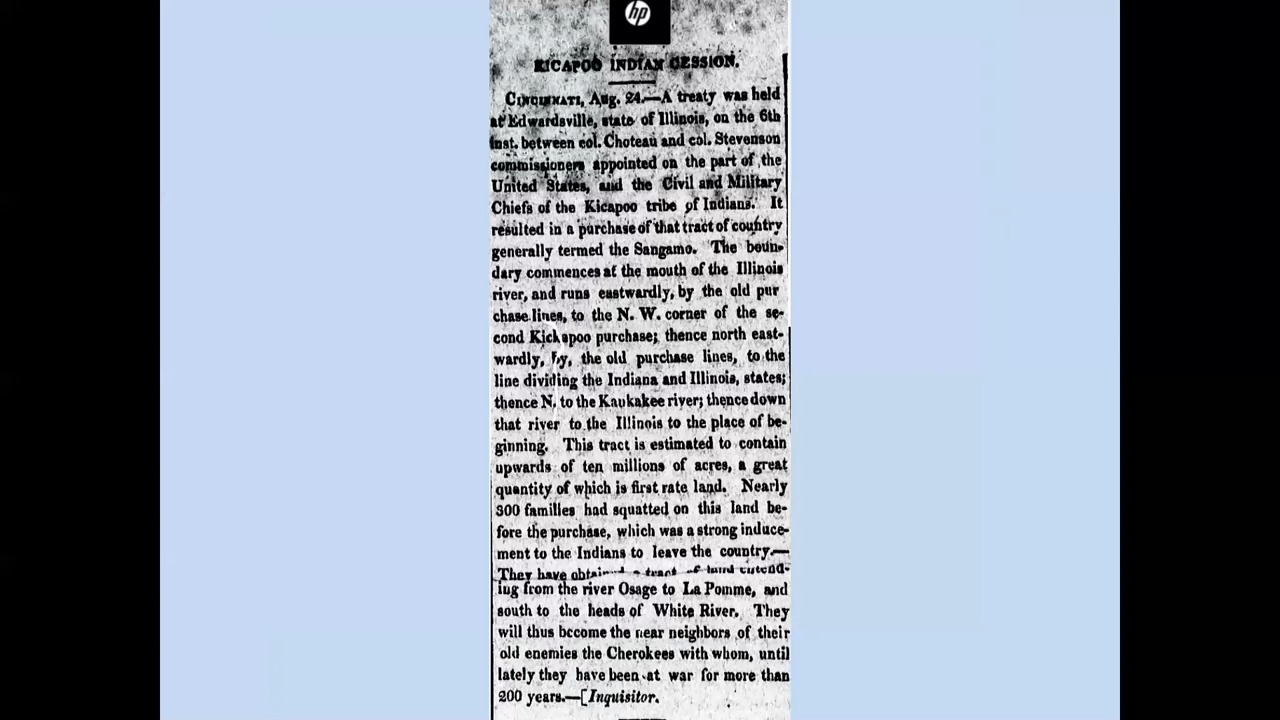 hp
KICAPOO INDIAN CESSION.
CINCINNATI, Aug. 24.—A treaty was held
at Edwardsville, state of Illinois, on the 6th
inst. between col. Choteau and col. Stevenson
commissioners appointed on the part of the
United States, and the Civil and Military
Chiefs of the Kicapoo tribe of Indians. It
resulted in a purchase of that tract of country
generally termed the Sangamo. The boun-
dary commences at the mouth of the Illinois
river, and runs eastwardly, by the old pur
chase lines, to the N. W. corner of the se-
cond Kickapoo purchase; thence north east-
wardly, by, the old purchase lines, to the
line dividing the Indiana and Illinois, states;
thence N. to the Kaukakee river; thence down
that river to the Illinois to the place of be-
ginning. This tract is estimated to contain
upwards of ten millions of acres, a great
quantity of which is first rate land. Nearly
300 families had squatted on this land be-
fore the purchase, which was a strong induce-
ment to the Indians to leave the country.—
They have obtained a tract of land extend-
ing from the river Osage to La Pomme, and
south to the heads of White River. They
will thus become the near neighbors of their
old enemies the Cherokees with whom, until
lately they have been at war for more than
200 years.—[Inquisitor.